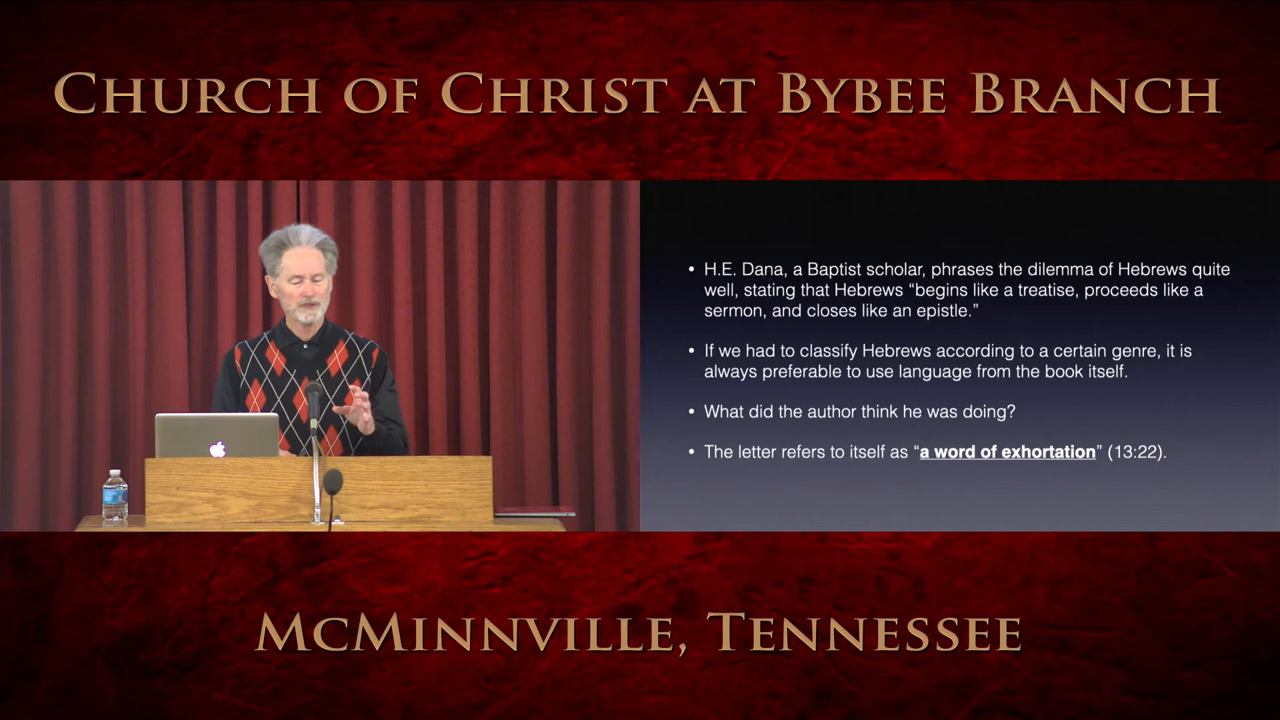 CHURCH OF CHRIST AT BYBEE BRANCH
• H.E. Dana, a Baptist scholar, phrases the dilemma of Hebrews quite
well, stating that Hebrews “begins like a treatise, proceeds like a
sermon, and closes like an epistle.”
• If we had to classify Hebrews according to a certain genre, it is
always preferable to use language from the book itself.
• What did the author think he was doing?
• The letter refers to itself as “a word of exhortation” (13:22).
MCMINNVILLE, TENNESSEE